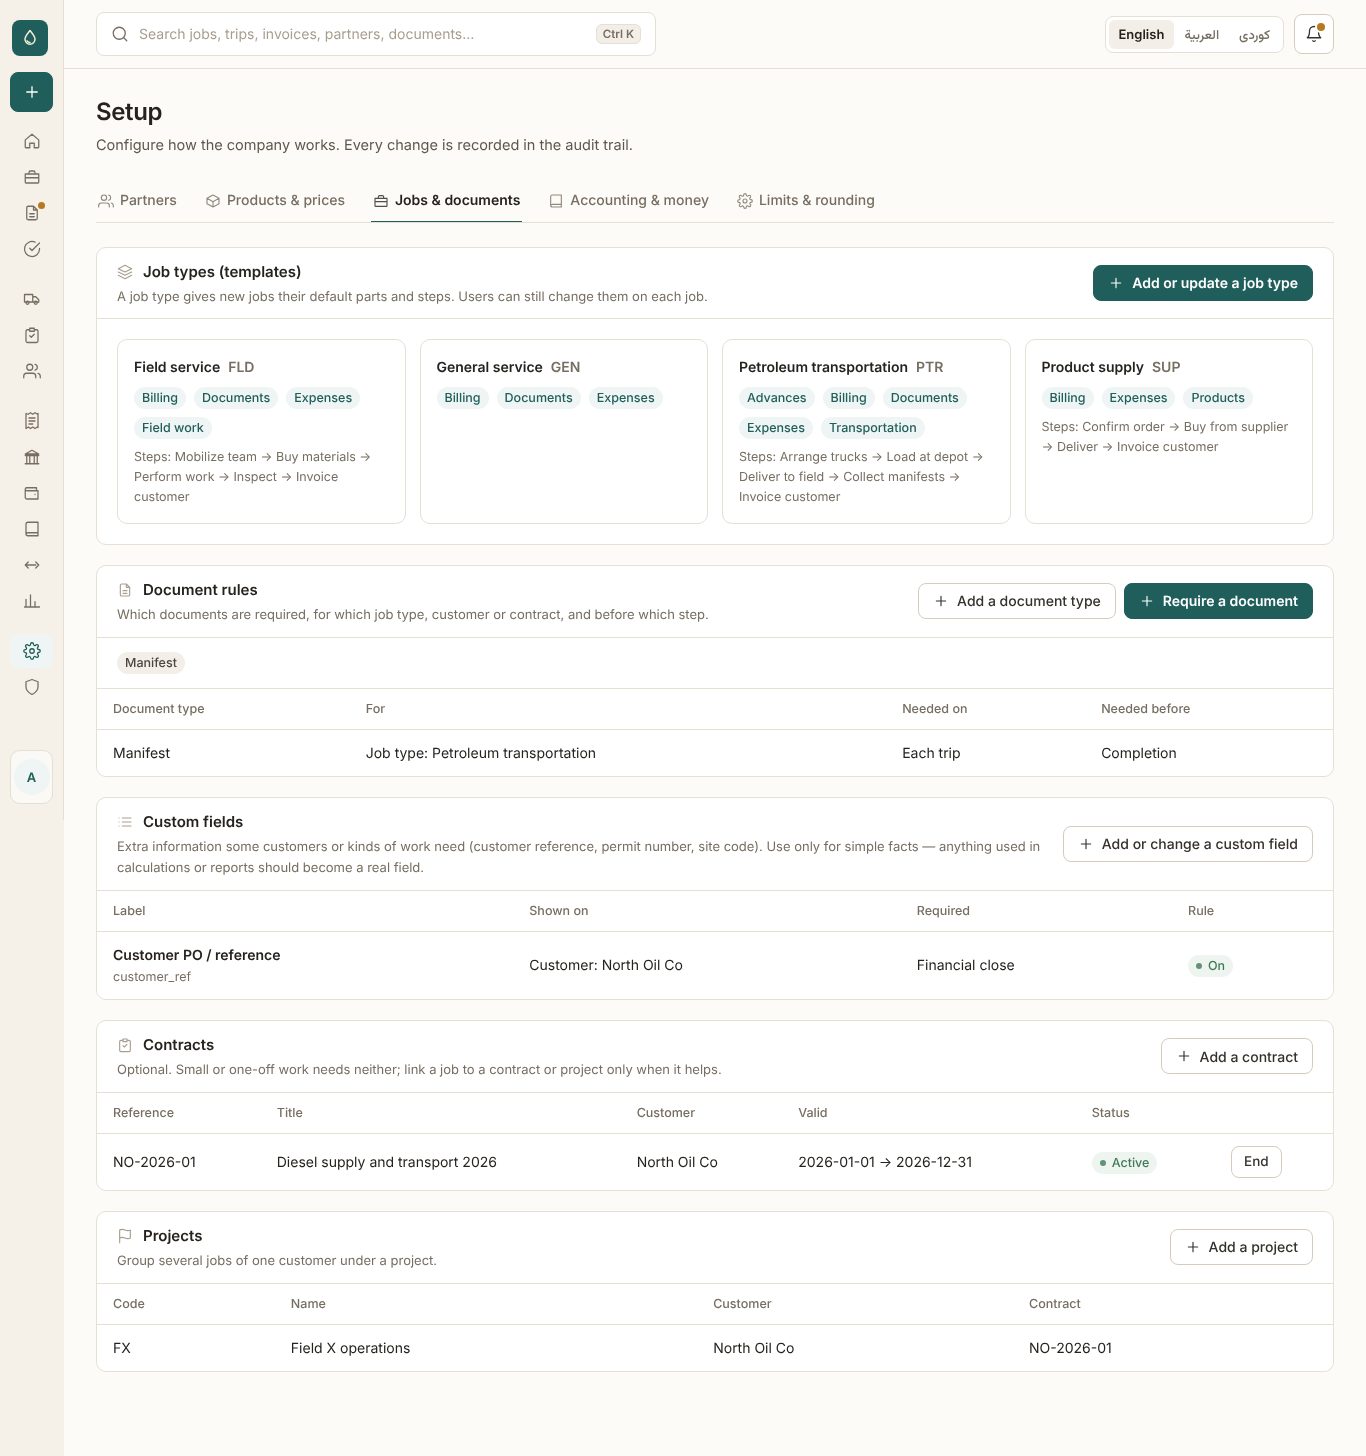 Search jobs, trips, invoices, partners, documents...
Ctrl K
English
العربية
كوردی
Setup
Configure how the company works. Every change is recorded in the audit trail.
Partners
Products & prices
Jobs & documents
Accounting & money
Limits & rounding
Job types (templates)
A job type gives new jobs their default parts and steps. Users can still change them on each job.
Add or update a job type
Field service FLD
Billing Documents Expenses
Field work
Steps: Mobilize team → Buy materials →
Perform work → Inspect → Invoice
customer
General service GEN
Billing Documents Expenses
Petroleum transportation PTR
Advances Billing Documents
Expenses Transportation
Steps: Arrange trucks → Load at depot →
Deliver to field → Collect manifests →
Invoice customer
Product supply SUP
Billing Expenses Products
Steps: Confirm order → Buy from supplier
→ Deliver → Invoice customer
Document rules
Which documents are required, for which job type, customer or contract, and before which step.
Add a document type
Require a document
Manifest
Document type For Needed on Needed before
Manifest Job type: Petroleum transportation Each trip Completion
A
Custom fields
Extra information some customers or kinds of work need (customer reference, permit number, site code). Use only for simple facts — anything used in
calculations or reports should become a real field.
Add or change a custom field
Label Shown on Required Rule
Customer PO / reference
customer_ref
Customer: North Oil Co Financial close On
Contracts
Optional. Small or one-off work needs neither; link a job to a contract or project only when it helps.
Add a contract
Reference Title Customer Valid Status
NO-2026-01 Diesel supply and transport 2026 North Oil Co 2026-01-01 → 2026-12-31 Active End
Projects
Group several jobs of one customer under a project.
Add a project
Code Name Customer Contract
FX Field X operations North Oil Co NO-2026-01